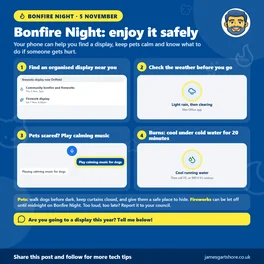 BONFIRE NIGHT - 5 NOVEMBER
Bonfire Night: enjoy it safely
Your phone can help you find a display, keep pets calm and know what
to do if someone gets hurt.
1 Find an organised display near you
Community bonfire and fireworks
Firework display
2 Check the weather before you go
Light rain, then clearing
3 Pets scared? Play calming music
Play calming music for dogs
Playing calming music for dogs
4 Burns: cool under cold water for 20
minutes
Cool running water
Pets: walk dogs before dark, keep curtains closed, and give them a safe place to hide. Fireworks can be let off
until midnight on Bonfire Night. Too loud, too late? Report it to your council.
Are you going to a display this year? Tell me below!
Share this post and follow for more tech tips
jamesgartshore.co.uk